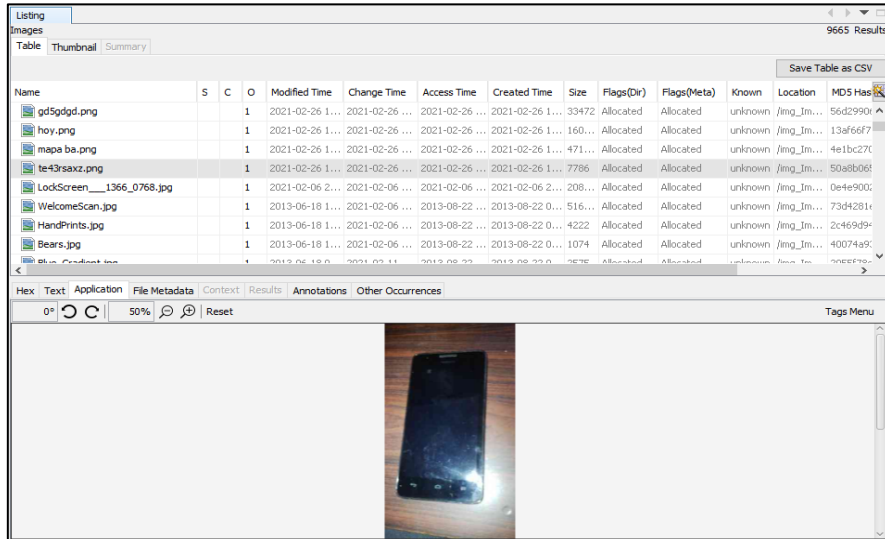 Listing
Images 9665 Results
Table Thumbnail Summary
Save Table as CSV
Name S C O Modified Time Change Time Access Time Created Time Size Flags(Dir) Flags(Meta) Known Location MD5 Has
gd5gdgd.png 1 2021-02-26 1... 2021-02-26 ... 2021-02-26 ... 2021-02-26 1... 33472 Allocated Allocated unknown /img_Im... 56d2990
hoy.png 1 2021-02-26 1... 2021-02-26 ... 2021-02-26 ... 2021-02-26 1... 160... Allocated Allocated unknown /img_Im... 13af66f7
mapa ba.png 1 2021-02-26 1... 2021-02-26 ... 2021-02-26 ... 2021-02-26 1... 471... Allocated Allocated unknown /img_Im... 4e1bc270
te43rsaxz.png 1 2021-02-26 1... 2021-02-26 ... 2021-02-26 ... 2021-02-26 1... 7786 Allocated Allocated unknown /img_Im... 50a8b065
LockScreen___1366_0768.jpg 1 2021-02-06 2... 2021-02-06 ... 2021-02-06 ... 2021-02-06 2... 208... Allocated Allocated unknown /img_Im... 0e4e9002
WelcomeScan.jpg 1 2013-06-18 1... 2021-02-06 ... 2013-08-22 ... 2013-08-22 0... 516... Allocated Allocated unknown /img_Im... 73d4281
HandPrints.jpg 1 2013-06-18 1... 2021-02-06 ... 2013-08-22 ... 2013-08-22 0... 4222 Allocated Allocated unknown /img_Im... 2c469d94
Bears.jpg 1 2013-06-18 1... 2021-02-06 ... 2013-08-22 ... 2013-08-22 0... 1074 Allocated Allocated unknown /img_Im... 40074a93
Hex Text Application File Metadata Context Results Annotations Other Occurrences
0° 50% Reset Tags Menu